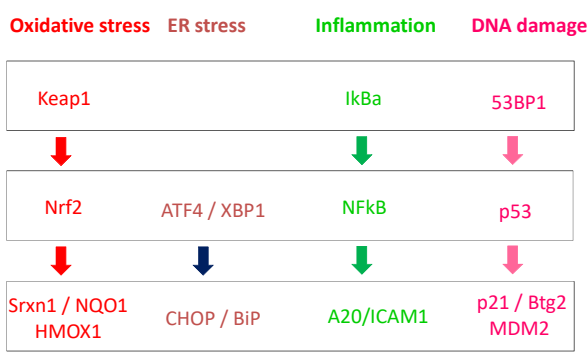 Oxidative stress ER stress Inflammation DNA damage
Keap1 IkBa 53BP1
Nrf2 ATF4 / XBP1 NFkB p53
Srxn1 / NQO1 CHOP / BiP A20/ICAM1 p21 / Btg2
HMOX1 MDM2